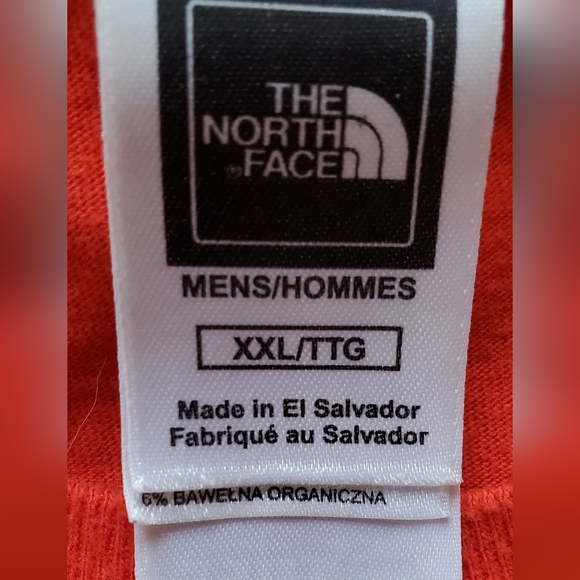 THE
NORTH
FACE
MENS/HOMMES
XXL/TTG
Made in El Salvador
Fabriqué au Salvador
6% BAWEŁNA ORGANICZNA